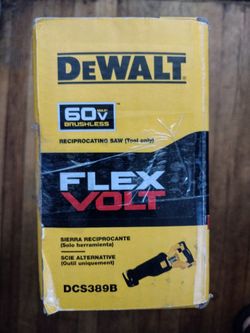 DEWALT
60V MAX*
BRUSHLESS
RECIPROCATING SAW (Tool only)
FLEX
VOLT
SIERRA RECIPROCANTE
(Solo herramienta)
SCIE ALTERNATIVE
(Outil uniquement)
DCS389B